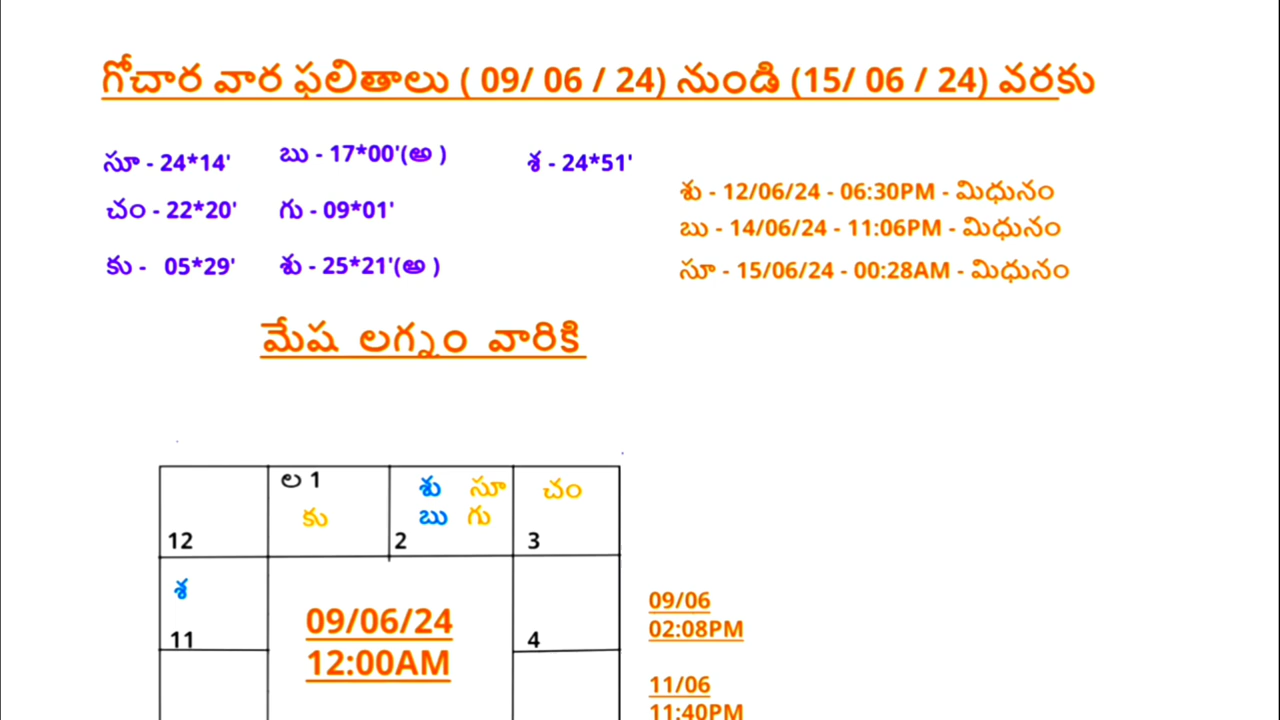 గోచార వార ఫలితాలు ( 09/ 06 / 24) నుండి (15/ 06 / 24) వరకు
సూ - 24*14' బు - 17*00'(అ ) శ - 24*51'
చం - 22*20' గు - 09*01'
కు - 05*29' శు - 25*21'(అ )
శు - 12/06/24 - 06:30PM - మిధునం
బు - 14/06/24 - 11:06PM - మిధునం
సూ - 15/06/24 - 00:28AM - మిధునం
మేష లగ్నం వారికి
ల 1 శు సూ చం
కు బు గు
12 2 3
శ
11 4
09/06/24
12:00AM
09/06
02:08PM
11/06
11:40PM